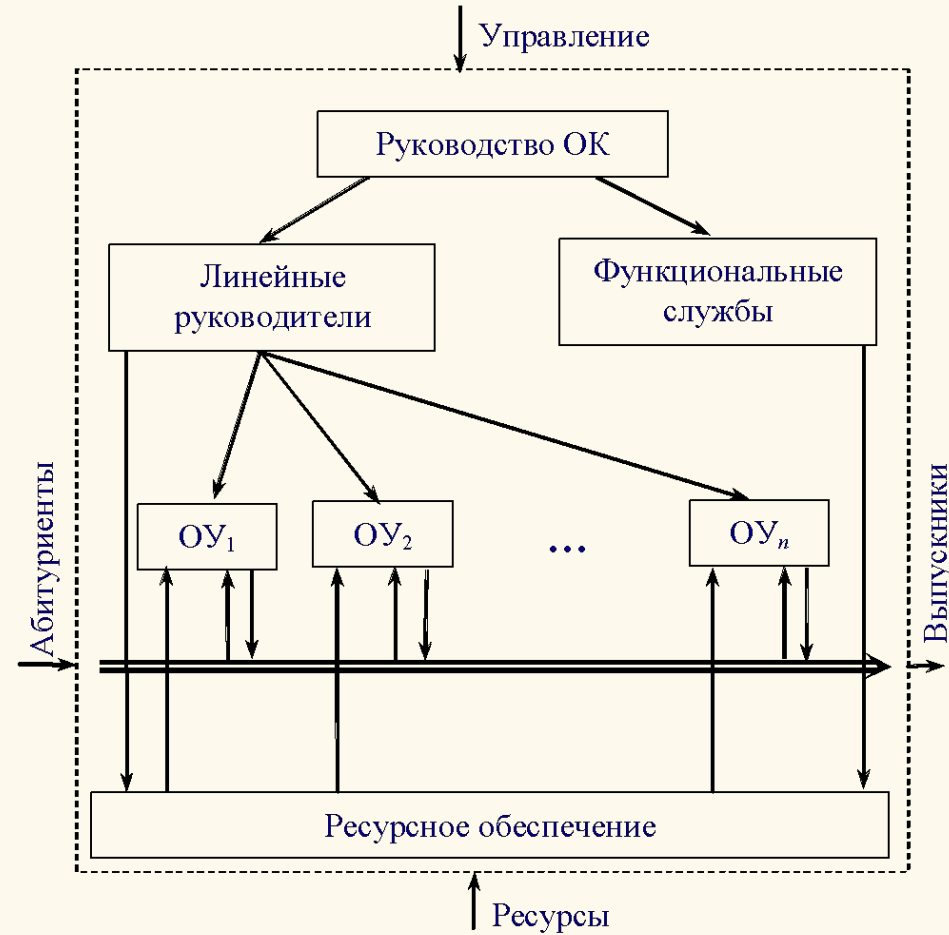 Управление
Руководство ОК
Линейные
руководители
Функциональные
службы
Абитуриенты
ОУ1
ОУ2
...
ОУn
Выпускники
Ресурсное обеспечение
Ресурсы